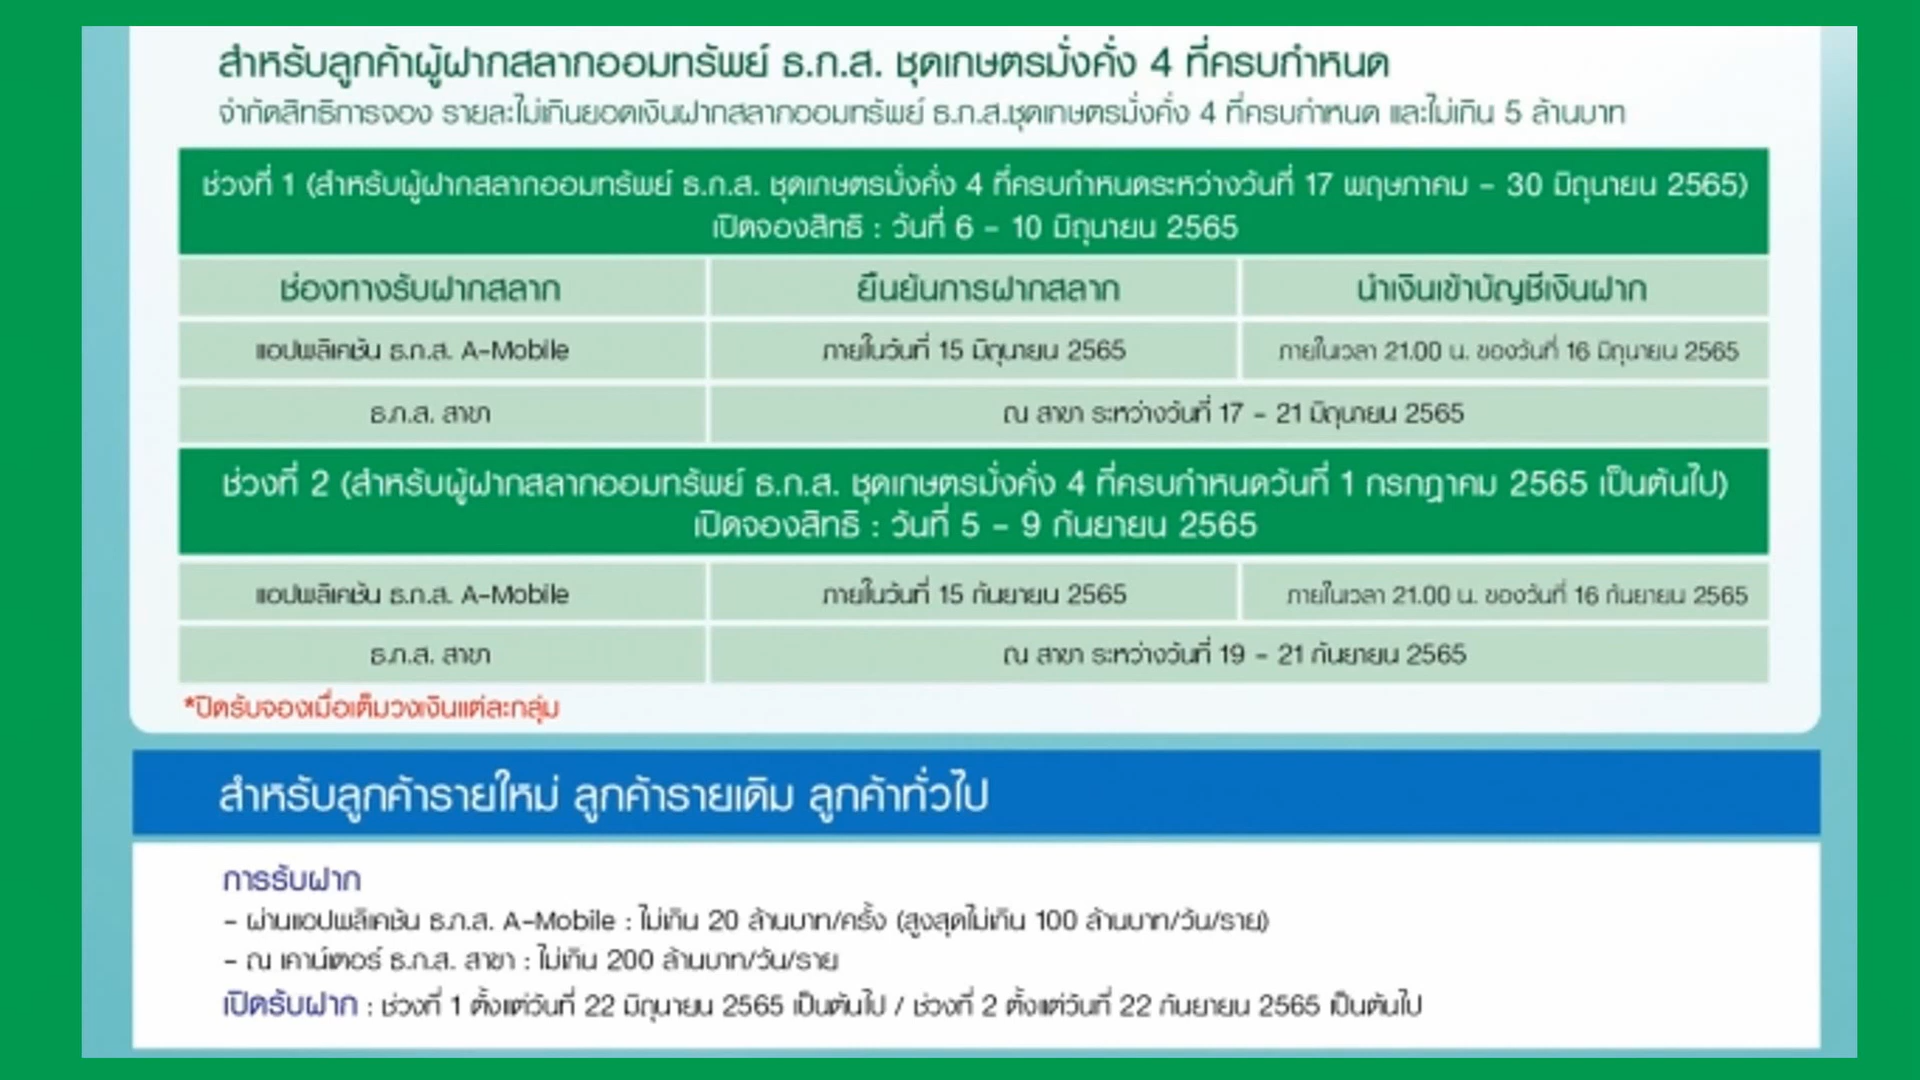 สำหรับลูกค้าผู้ฝากสลากออมทรัพย์ ธ.ก.ส. ชุดเกษตรมั่งคั่ง 4 ที่ครบกำหนด
จำกัดสิทธิการจอง รายละไม่เกินยอดเงินฝากสลากออมทรัพย์ ธ.ก.ส.ชุดเกษตรมั่งคั่ง 4 ที่ครบกำหนด และไม่เกิน 5 ล้านบาท
ช่วงที่ 1 (สำหรับผู้ฝากสลากออมทรัพย์ ธ.ก.ส. ชุดเกษตรมั่งคั่ง 4 ที่ครบกำหนดระหว่างวันที่ 17 พฤษภาคม - 30 มิถุนายน 2565)
เปิดจองสิทธิ : วันที่ 6 - 10 มิถุนายน 2565
ช่องทางรับฝากสลาก ยืนยันการฝากสลาก นำเงินเข้าบัญชีเงินฝาก
แอปพลิเคชัน ธ.ก.ส. A-Mobile ภายในวันที่ 15 มิถุนายน 2565 ภายในเวลา 21.00 น. ของวันที่ 16 มิถุนายน 2565
ธ.ก.ส. สาขา ณ สาขา ระหว่างวันที่ 17 - 21 มิถุนายน 2565
ช่วงที่ 2 (สำหรับผู้ฝากสลากออมทรัพย์ ธ.ก.ส. ชุดเกษตรมั่งคั่ง 4 ที่ครบกำหนดวันที่ 1 กรกฎาคม 2565 เป็นต้นไป)
เปิดจองสิทธิ : วันที่ 5 - 9 กันยายน 2565
แอปพลิเคชัน ธ.ก.ส. A-Mobile ภายในวันที่ 15 กันยายน 2565 ภายในเวลา 21.00 น. ของวันที่ 16 กันยายน 2565
ธ.ก.ส. สาขา ณ สาขา ระหว่างวันที่ 19 - 21 กันยายน 2565
*ปิดรับจองเมื่อเต็มวงเงินแต่ละกลุ่ม
สำหรับลูกค้ารายใหม่ ลูกค้ารายเดิม ลูกค้าทั่วไป
การรับฝาก
- ผ่านแอปพลิเคชัน ธ.ก.ส. A-Mobile : ไม่เกิน 20 ล้านบาท/ครั้ง (สูงสุดไม่เกิน 100 ล้านบาท/วัน/ราย)
- ณ เคาน์เตอร์ ธ.ก.ส. สาขา : ไม่เกิน 200 ล้านบาท/วัน/ราย
เปิดรับฝาก : ช่วงที่ 1 ตั้งแต่วันที่ 22 มิถุนายน 2565 เป็นต้นไป / ช่วงที่ 2 ตั้งแต่วันที่ 22 กันยายน 2565 เป็นต้นไป